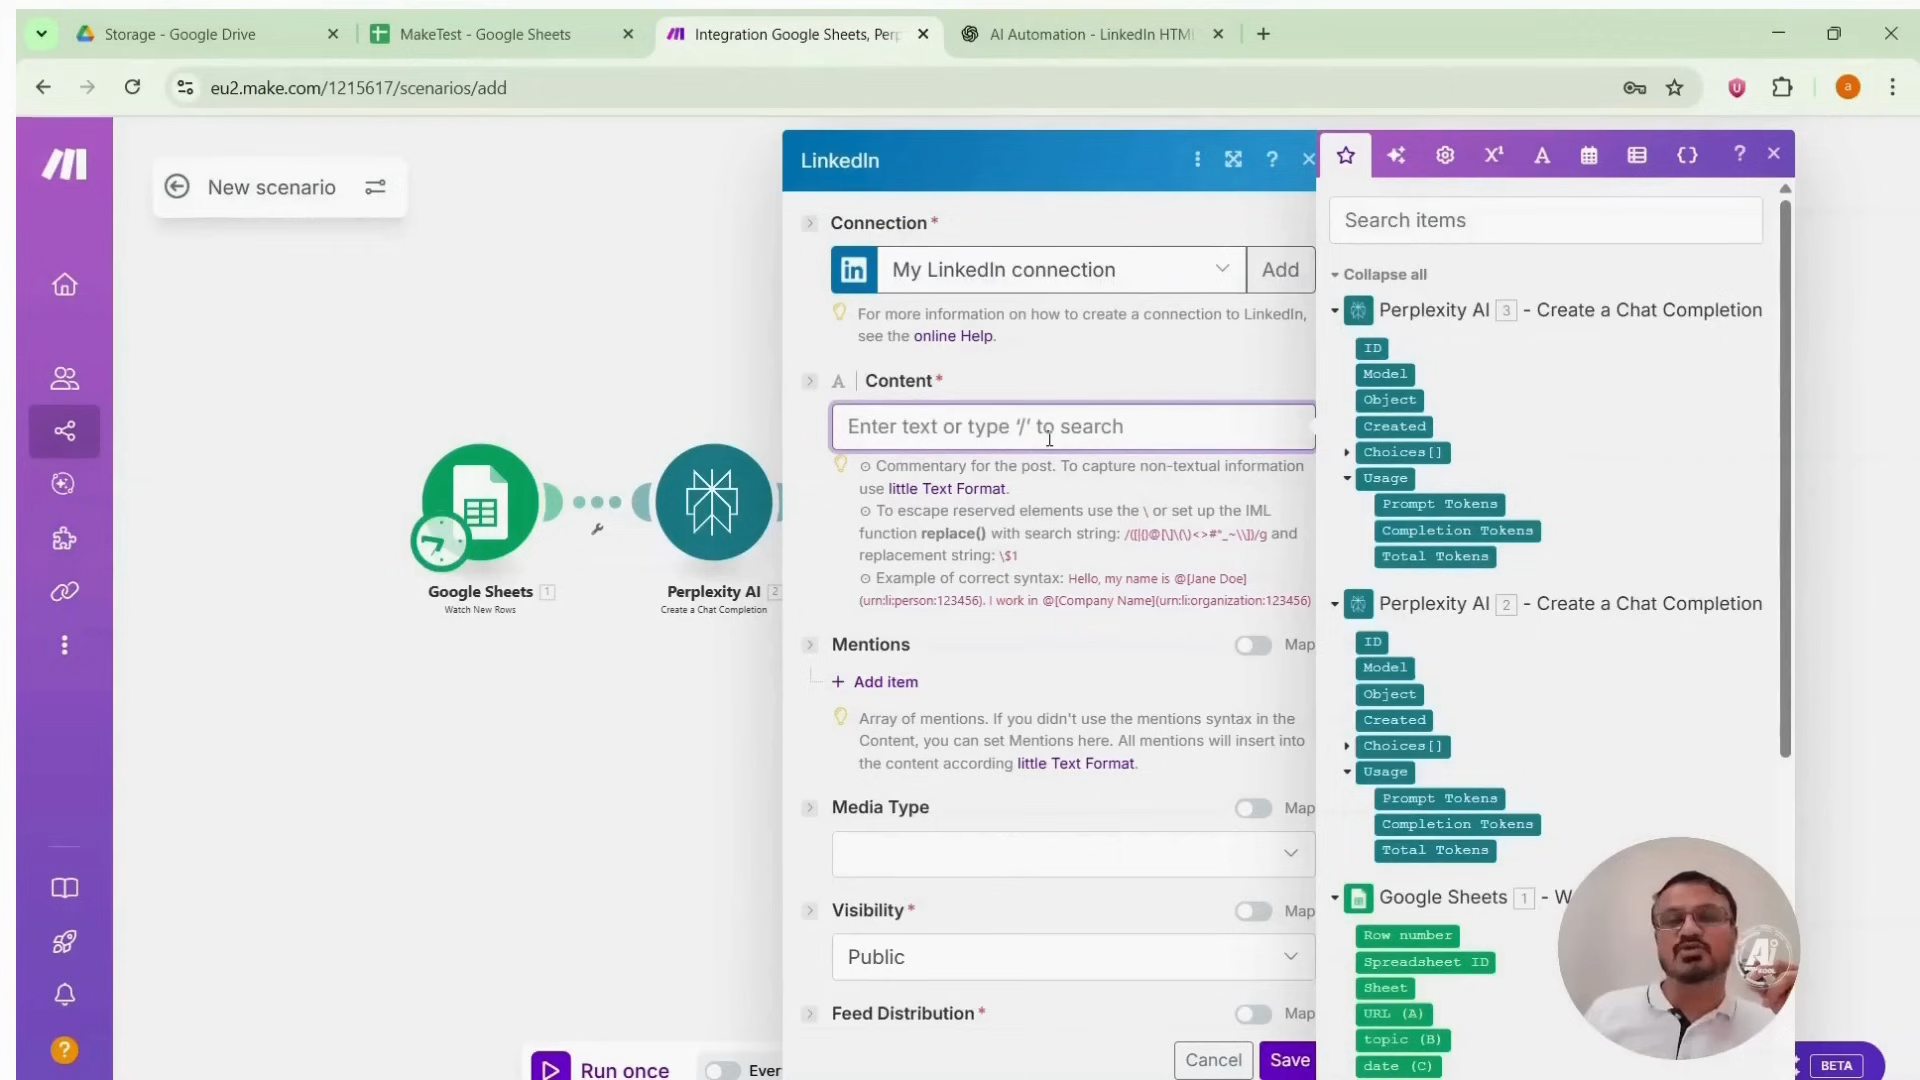 Storage - Google Drive
MakeTest - Google Sheets
Integration Google Sheets, Per
AI Automation - LinkedIn HTM
eu2.make.com/1215617/scenarios/add
a
New scenario
LinkedIn
Connection *
in
My LinkedIn connection
Add
For more information on how to create a connection to LinkedIn,
see the online Help.
A
Content *
Enter text or type '/' to search
Commentary for the post. To capture non-textual information
use little Text Format.
To escape reserved elements use the \ or set up the IML
function replace() with search string: /([|{}@[\]\(\)<>#*_~\\])/g and
replacement string: \$1
Example of correct syntax: Hello, my name is @[Jane Doe]
(urn:li:person:123456). I work in @[Company Name](urn:li:organization:123456)
Mentions
Map
+ Add item
Array of mentions. If you didn't use the mentions syntax in the
Content, you can set Mentions here. All mentions will insert into
the content according little Text Format.
Media Type
Map
Visibility *
Map
Public
Feed Distribution *
Map
Cancel
Save
Google Sheets 1
Watch New Rows
Perplexity AI 2
Create a Chat Completion
Run once
Ever
Search items
Collapse all
Perplexity AI 3 - Create a Chat Completion
ID
Model
Object
Created
Choices[]
Usage
Prompt Tokens
Completion Tokens
Total Tokens
Perplexity AI 2 - Create a Chat Completion
ID
Model
Object
Created
Choices[]
Usage
Prompt Tokens
Completion Tokens
Total Tokens
Google Sheets 1 - W
Row number
Spreadsheet ID
Sheet
URL (A)
topic (B)
date (C)
BETA